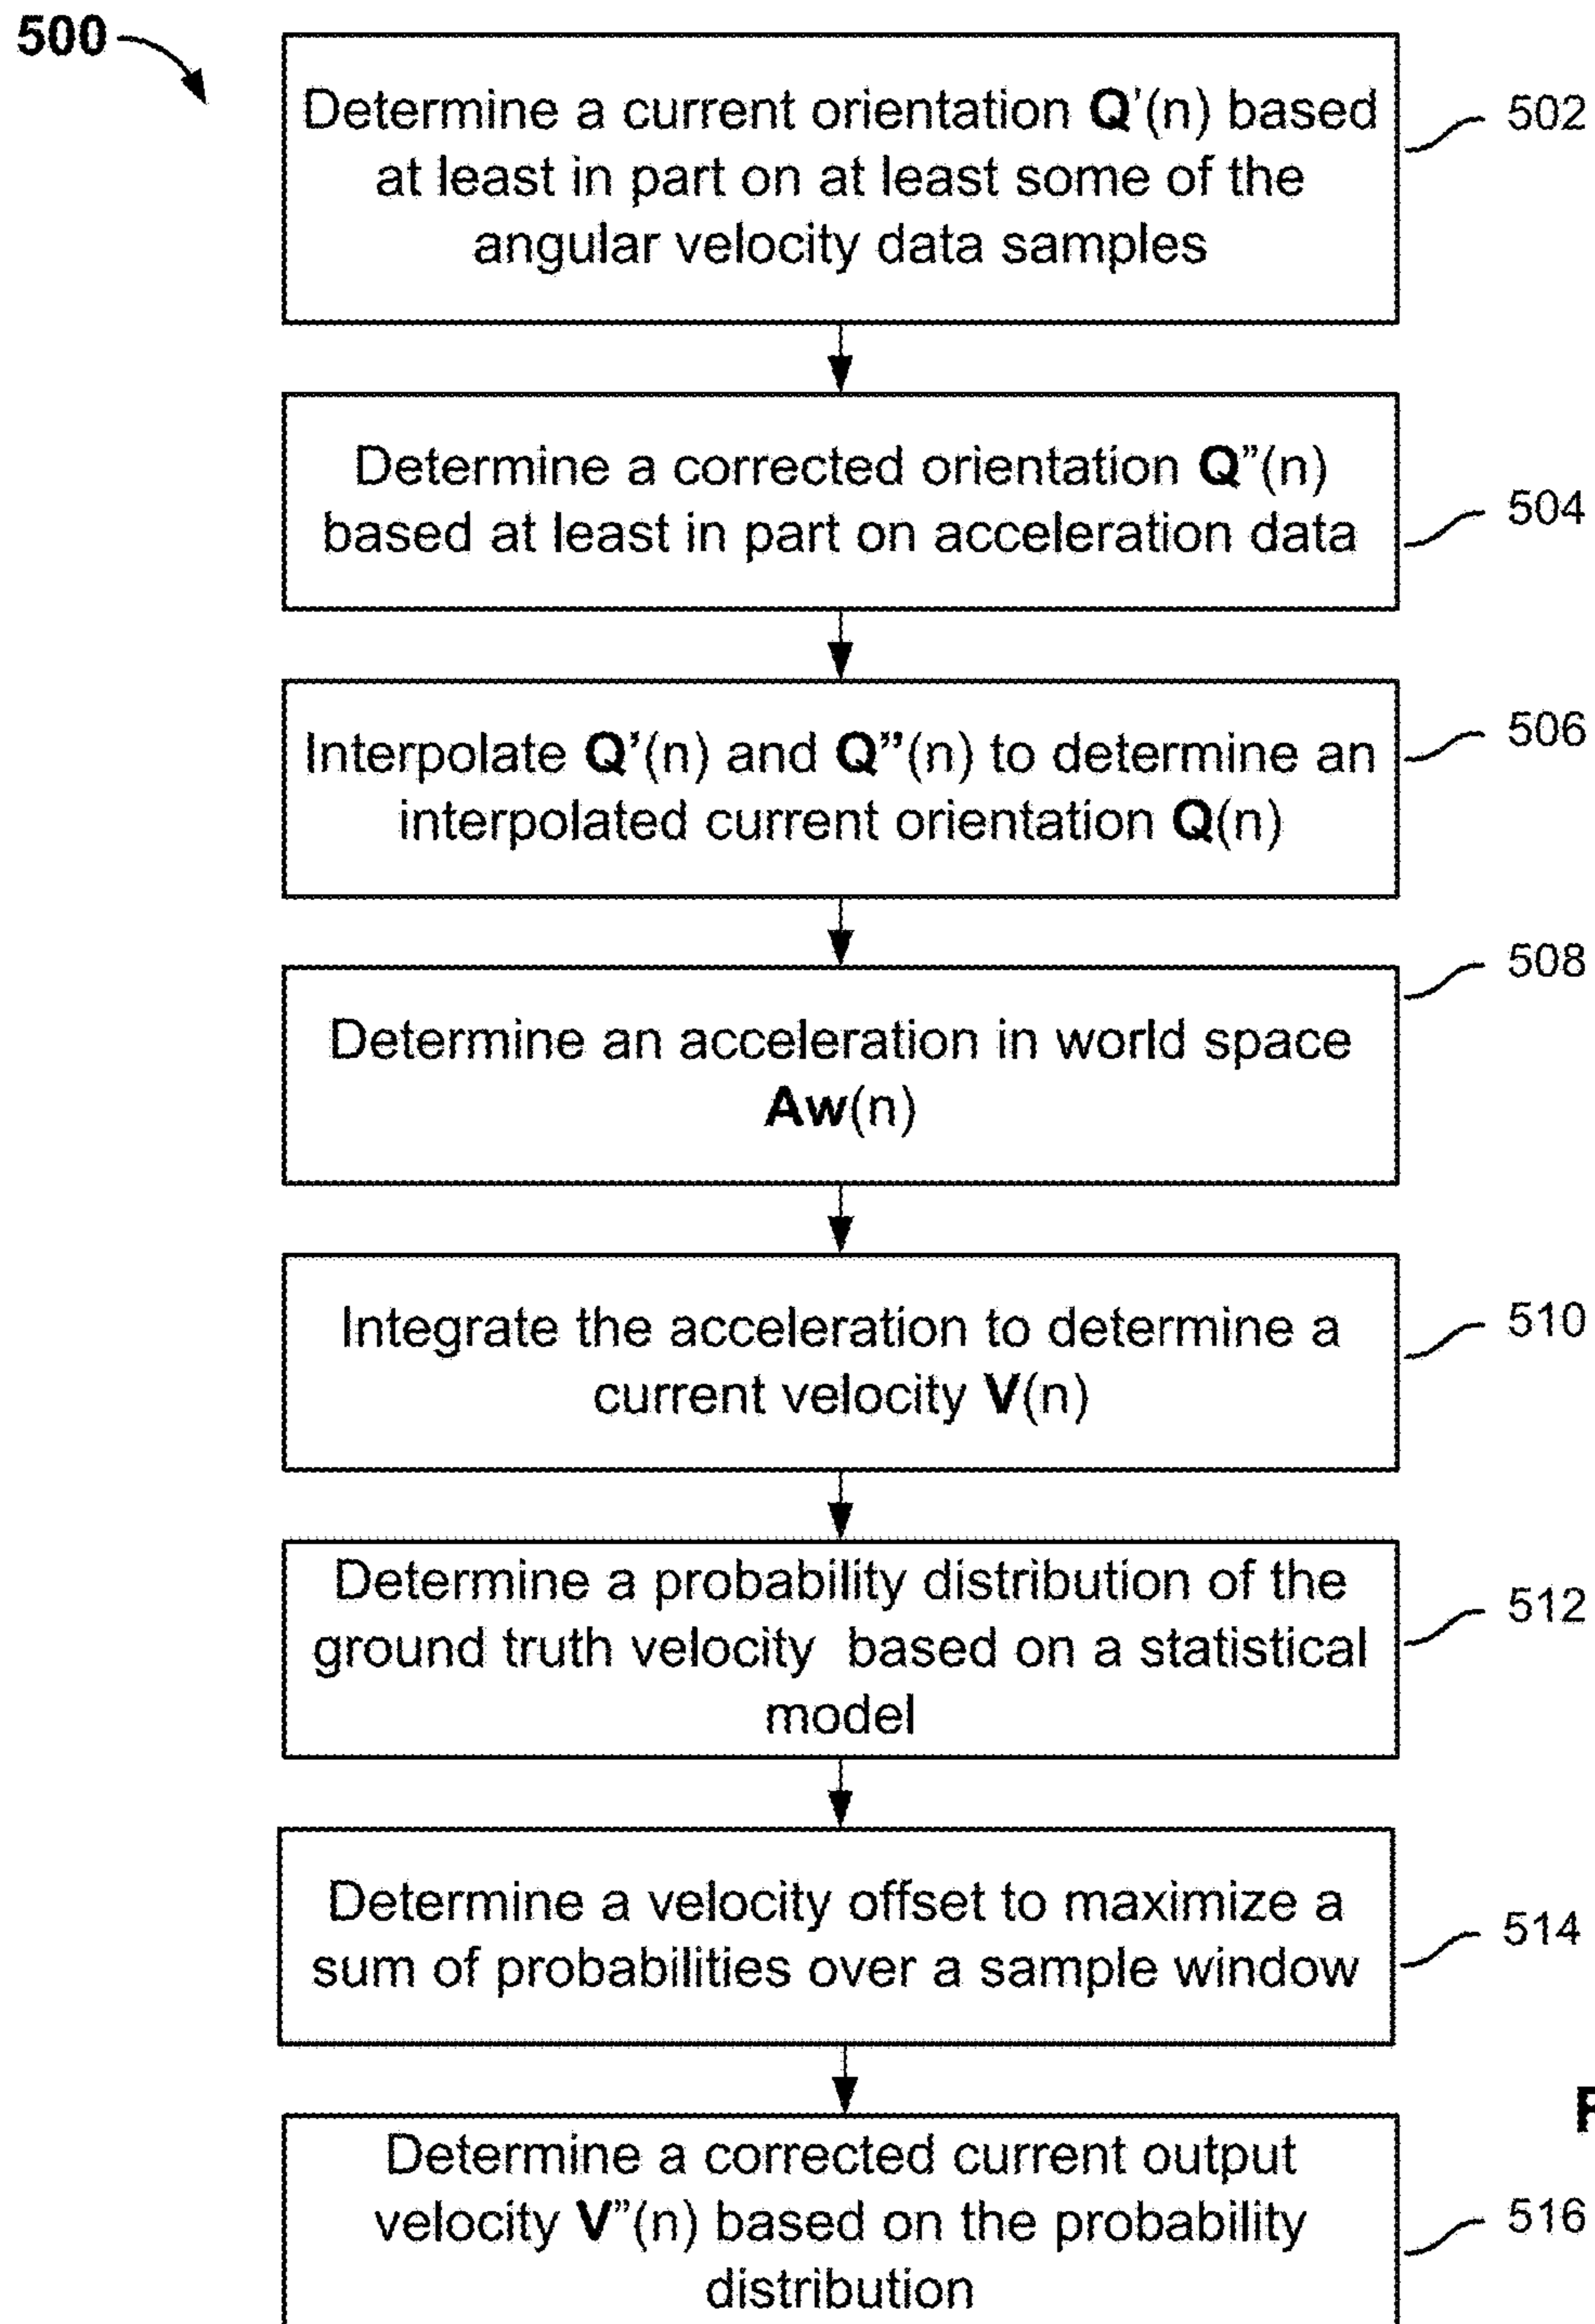 500
Determine a current orientation Q'(n) based
at least in part on at least some of the
angular velocity data samples
502
Determine a corrected orientation Q”(n)
based at least in part on acceleration data
504
Interpolate Q'(n) and Q”(n) to determine an
interpolated current orientation Q(n)
506
Determine an acceleration in world space
Aw(n)
508
Integrate the acceleration to determine a
current velocity V(n)
510
Determine a probability distribution of the
ground truth velocity based on a statistical
model
512
Determine a velocity offset to maximize a
sum of probabilities over a sample window
514
Determine a corrected current output
velocity V”(n) based on the probability
distribution
516